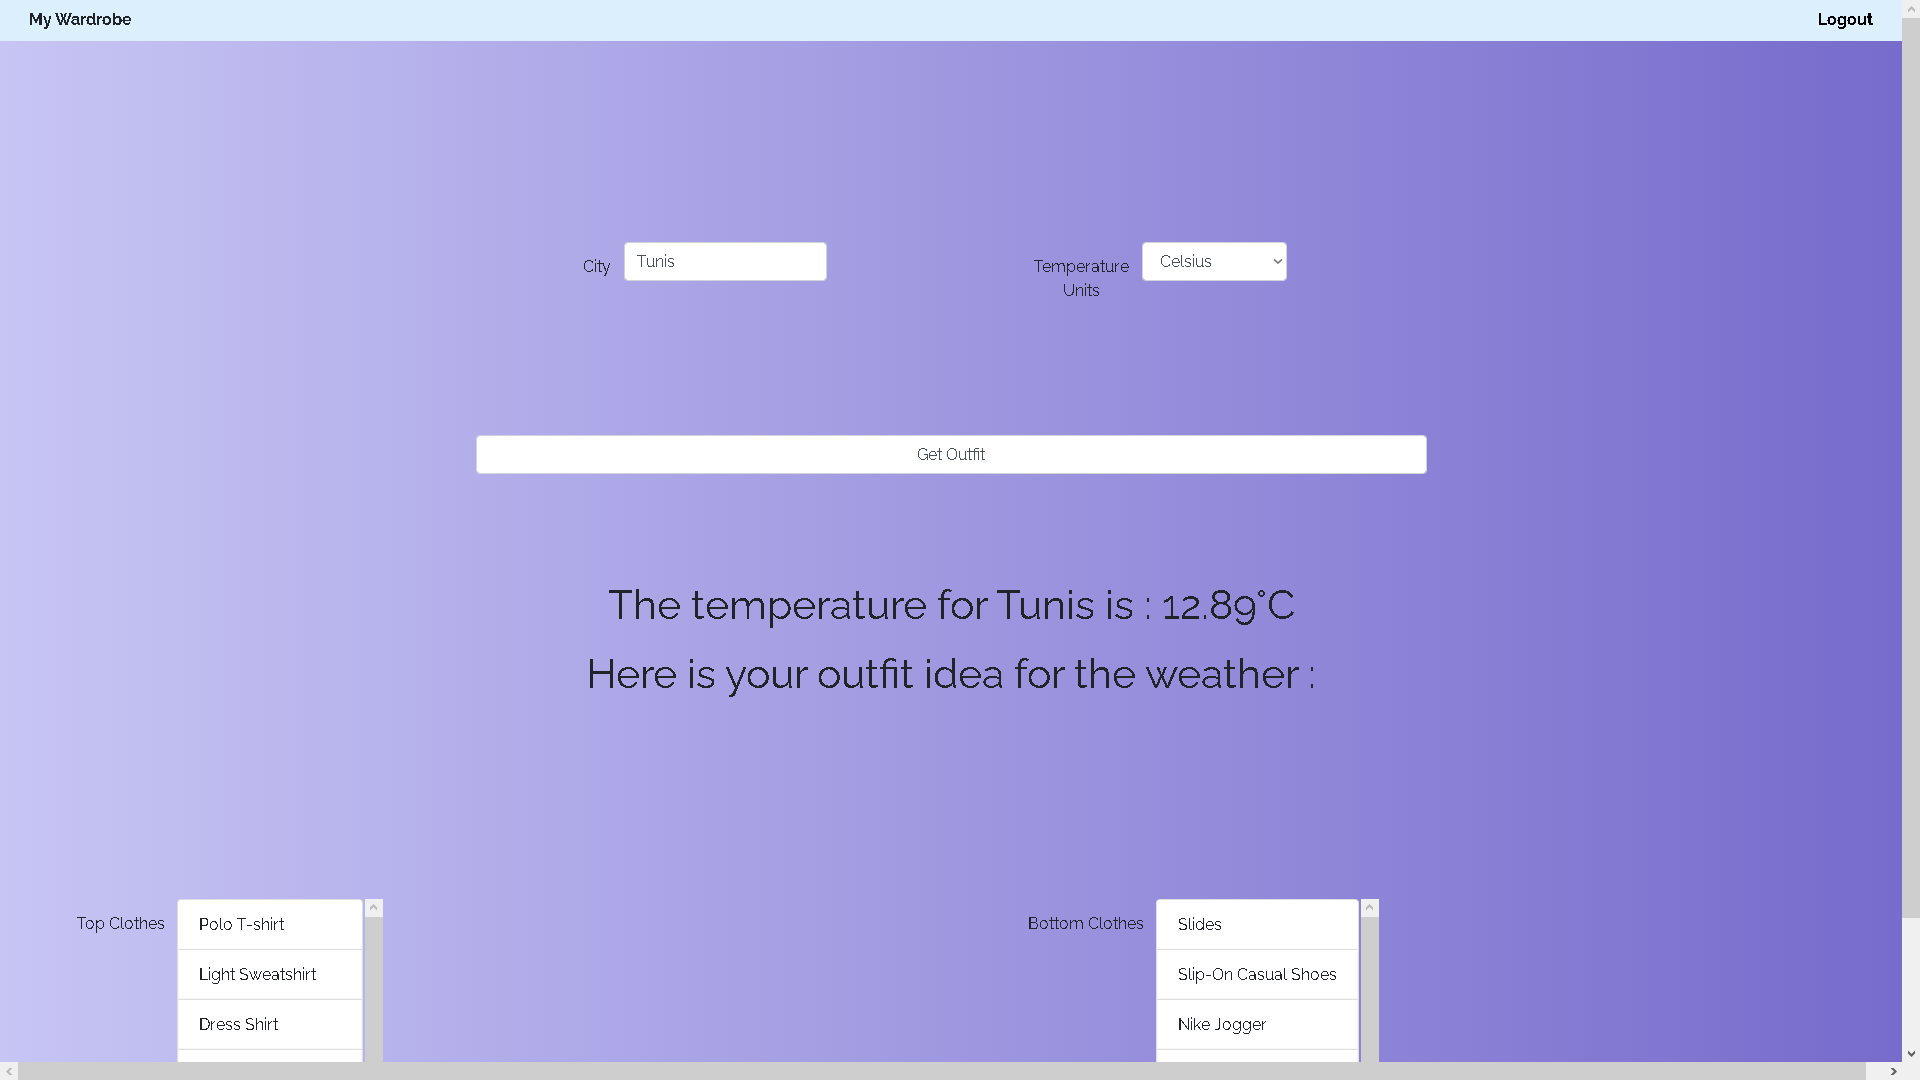 My Wardrobe
Logout
City
Tunis
Temperature
Units
Celsius
Get Outfit
The temperature for Tunis is : 12.89°C
Here is your outfit idea for the weather :
Top Clothes
Polo T-shirt
Light Sweatshirt
Dress Shirt
Bottom Clothes
Slides
Slip-On Casual Shoes
Nike Jogger